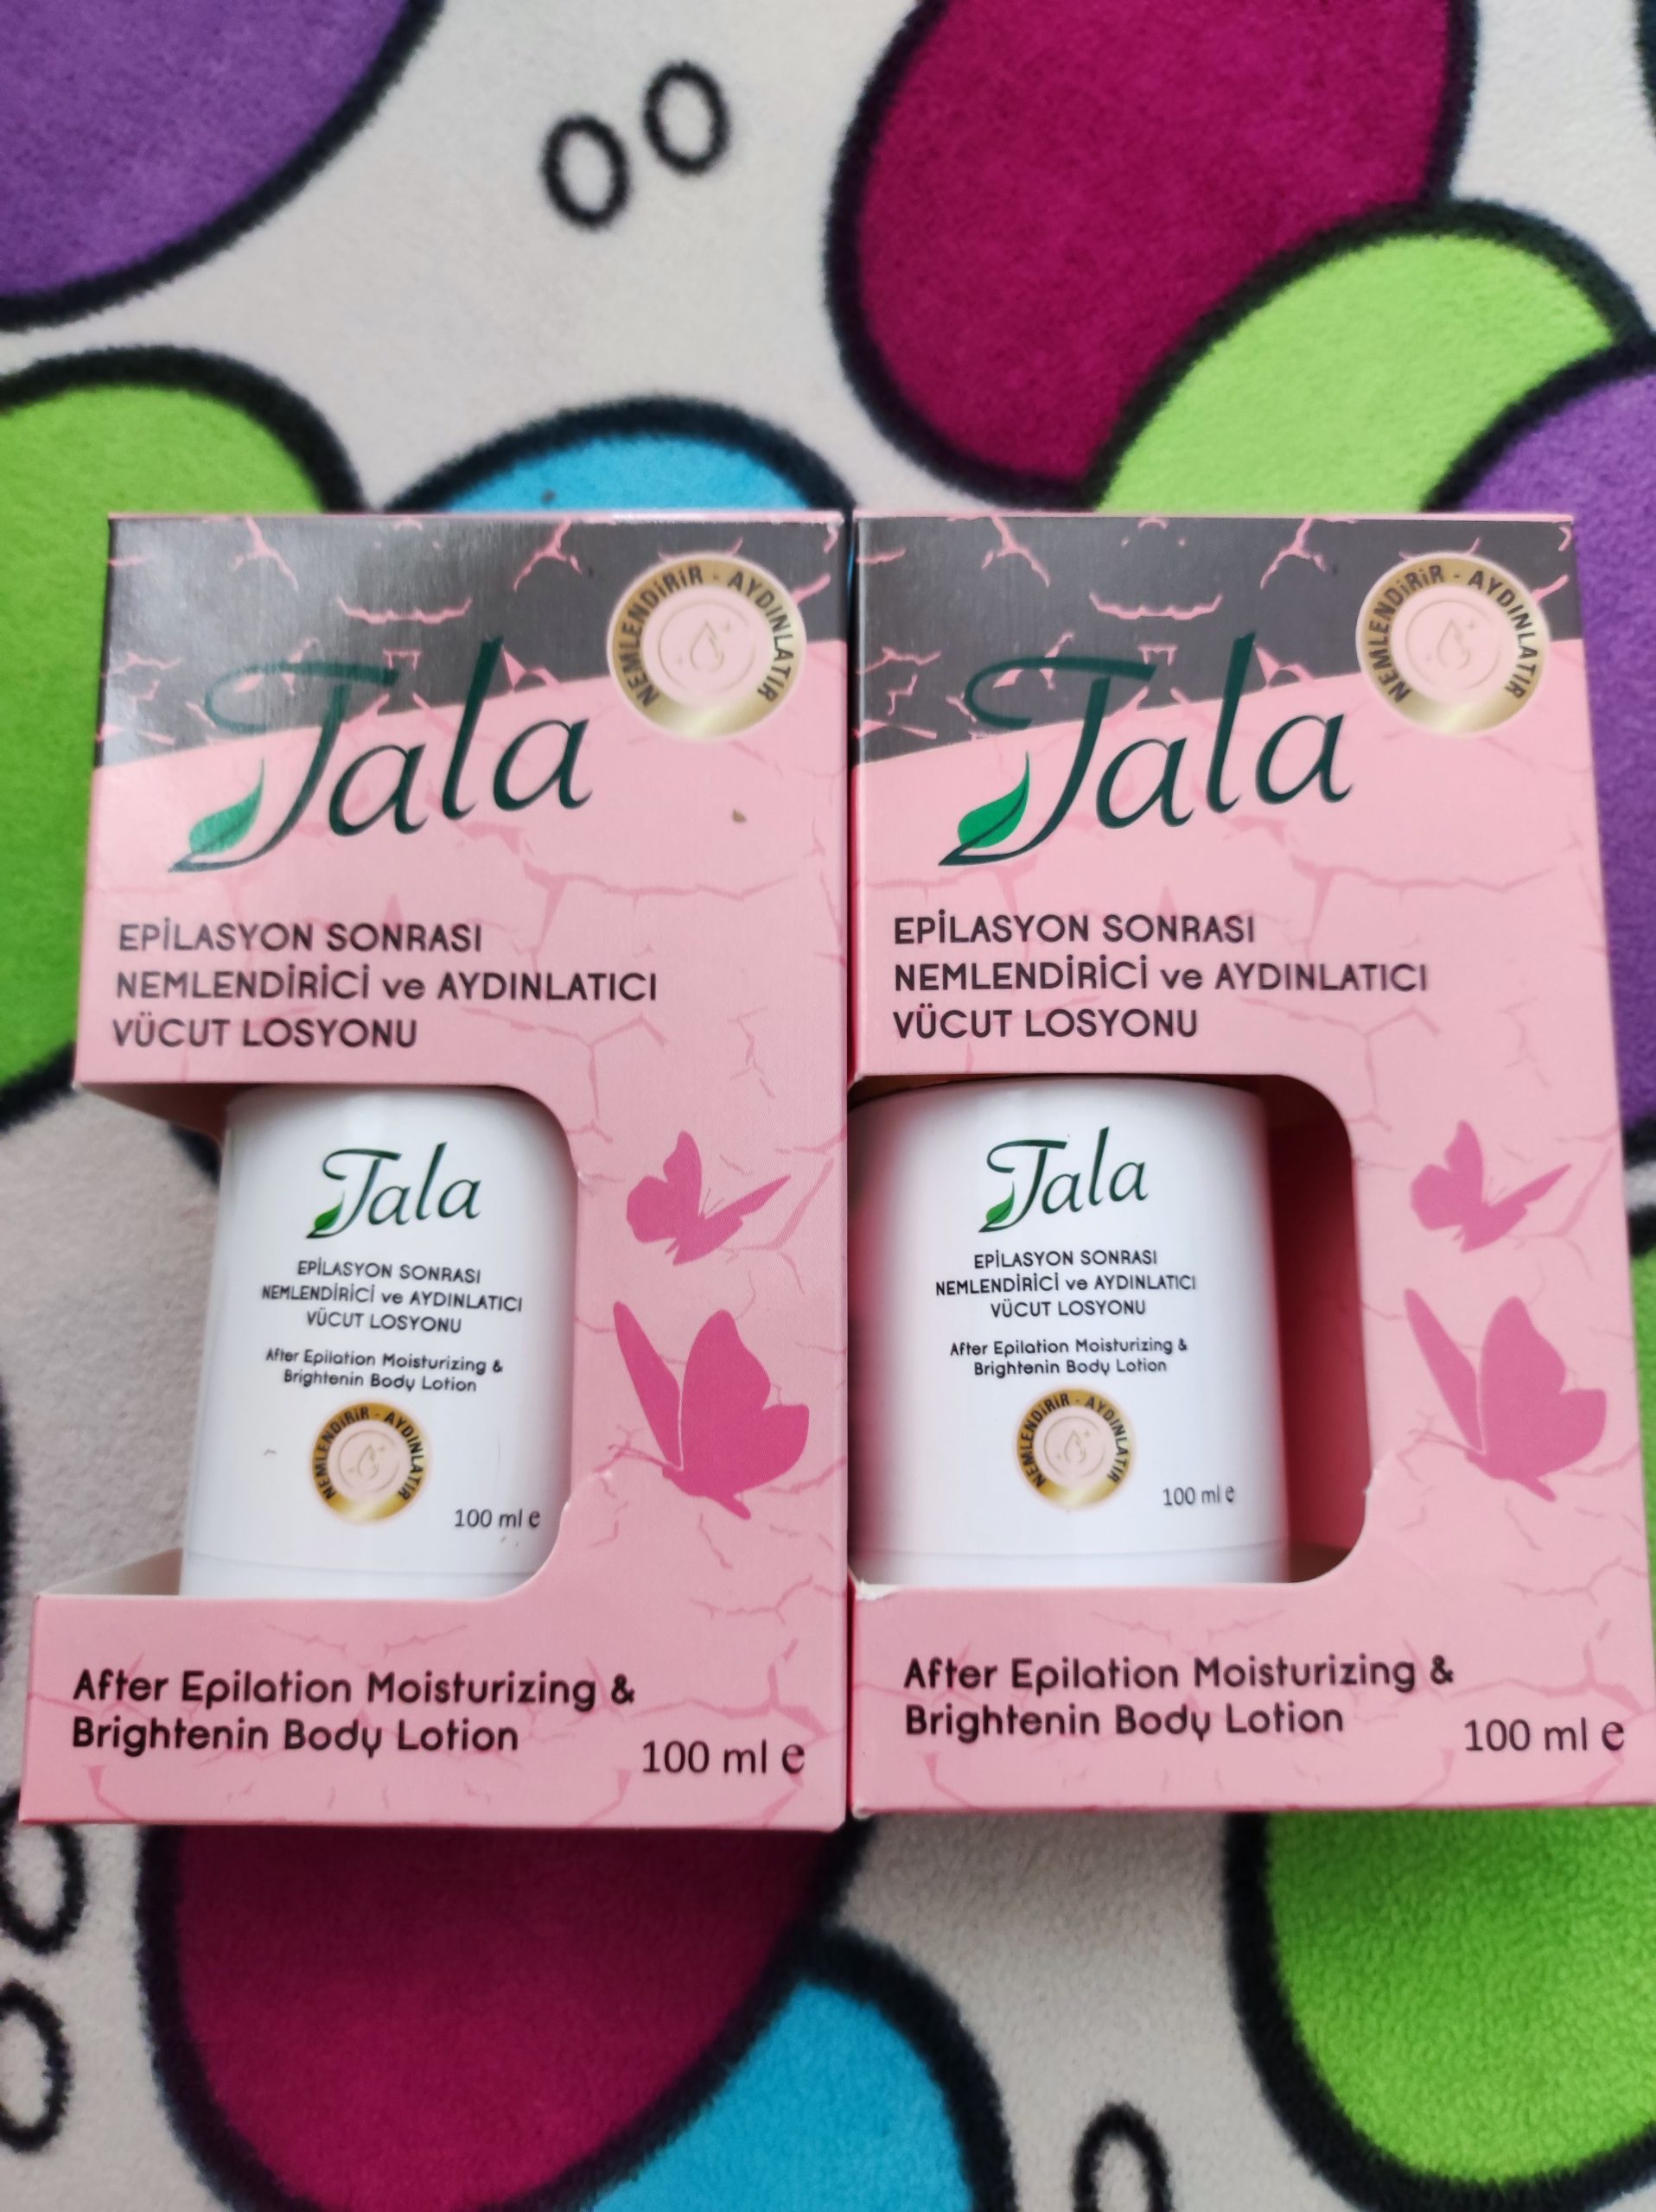 NEMLENDİRİR - AYDINLATIR
Tala
EPİLASYON SONRASI
NEMLENDİRİCİ ve AYDINLATICI
VÜCUT LOSYONU
Tala
EPİLASYON SONRASI
NEMLENDİRİCİ ve AYDINLATICI
VÜCUT LOSYONU
After Epilation Moisturizing &
Brightenin Body Lotion
NEMLENDİRİR - AYDINLATIR
100 ml e
After Epilation Moisturizing &
Brightenin Body Lotion
100 ml e
NEMLENDİRİR - AYDINLATIR
Tala
EPİLASYON SONRASI
NEMLENDİRİCİ ve AYDINLATICI
VÜCUT LOSYONU
Tala
EPİLASYON SONRASI
NEMLENDİRİCİ ve AYDINLATICI
VÜCUT LOSYONU
After Epilation Moisturizing &
Brightenin Body Lotion
NEMLENDİRİR - AYDINLATIR
100 ml e
After Epilation Moisturizing &
Brightenin Body Lotion
100 ml e